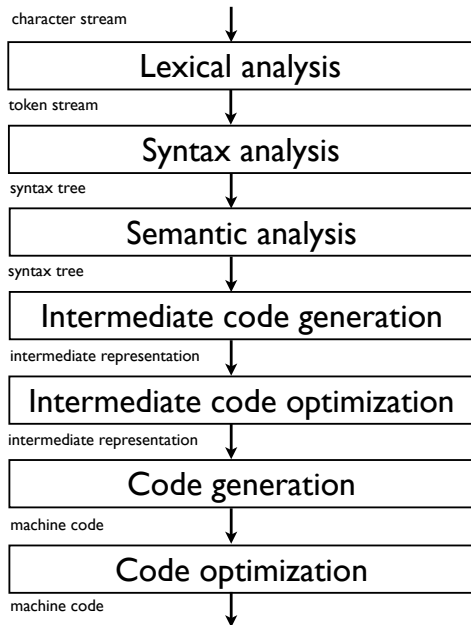 character stream
Lexical analysis
token stream
Syntax analysis
syntax tree
Semantic analysis
syntax tree
Intermediate code generation
intermediate representation
Intermediate code optimization
intermediate representation
Code generation
machine code
Code optimization
machine code